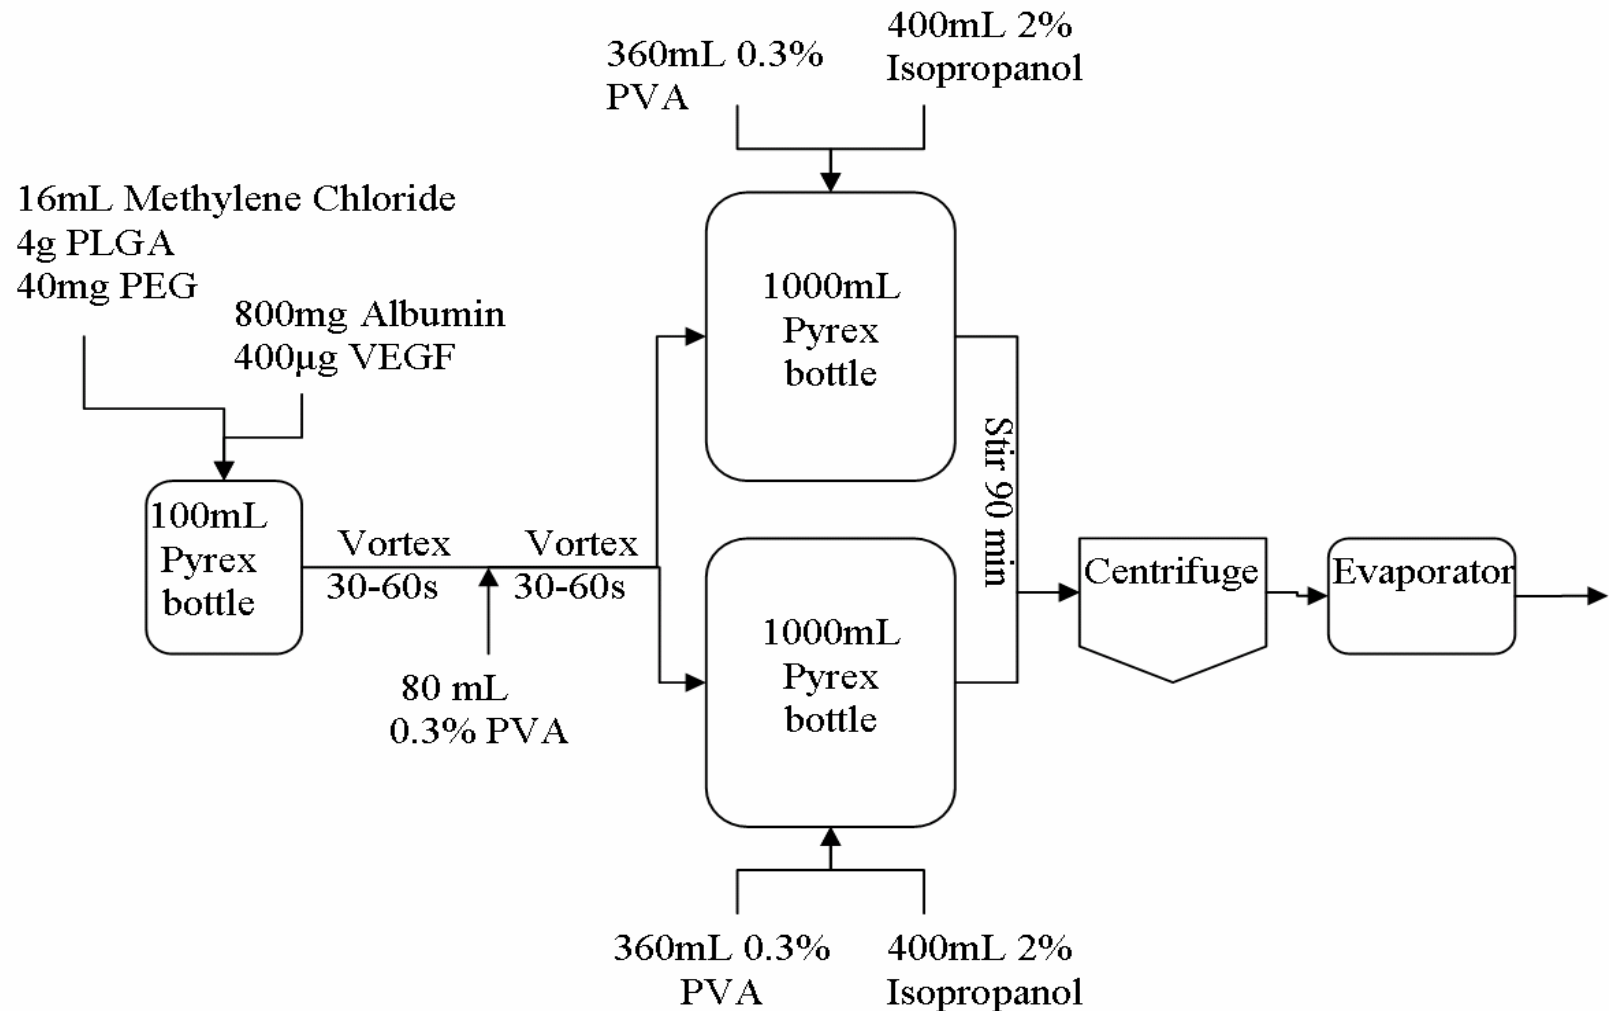 360mL 0.3%
PVA
400mL 2%
Isopropanol
16mL Methylene Chloride
4g PLGA
40mg PEG
800mg Albumin
400µg VEGF
1000mL
Pyrex
bottle
100mL
Pyrex
bottle
Vortex
30-60s
Vortex
30-60s
80 mL
0.3% PVA
Stir 90 min
Centrifuge
Evaporator
1000mL
Pyrex
bottle
360mL 0.3%
PVA
400mL 2%
Isopropanol